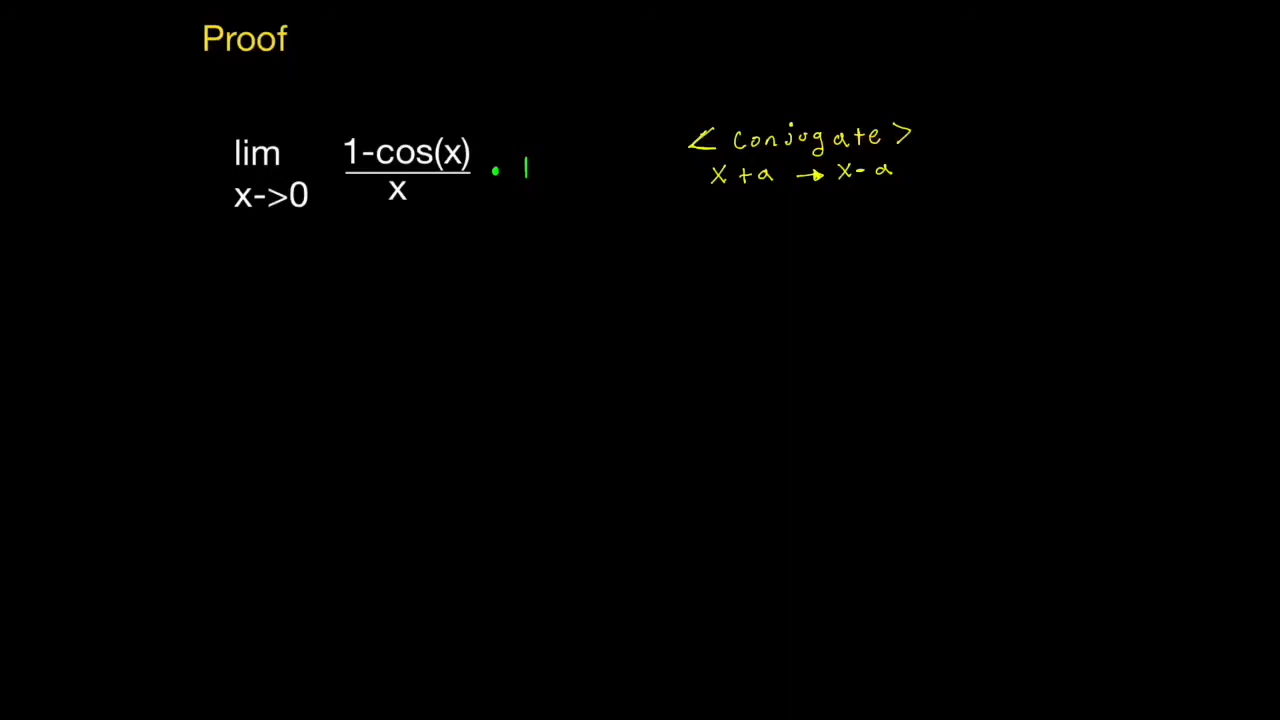 Proof
lim 1-cos(x) · 1
x->0 x
< conjugate >
x + a → x - a